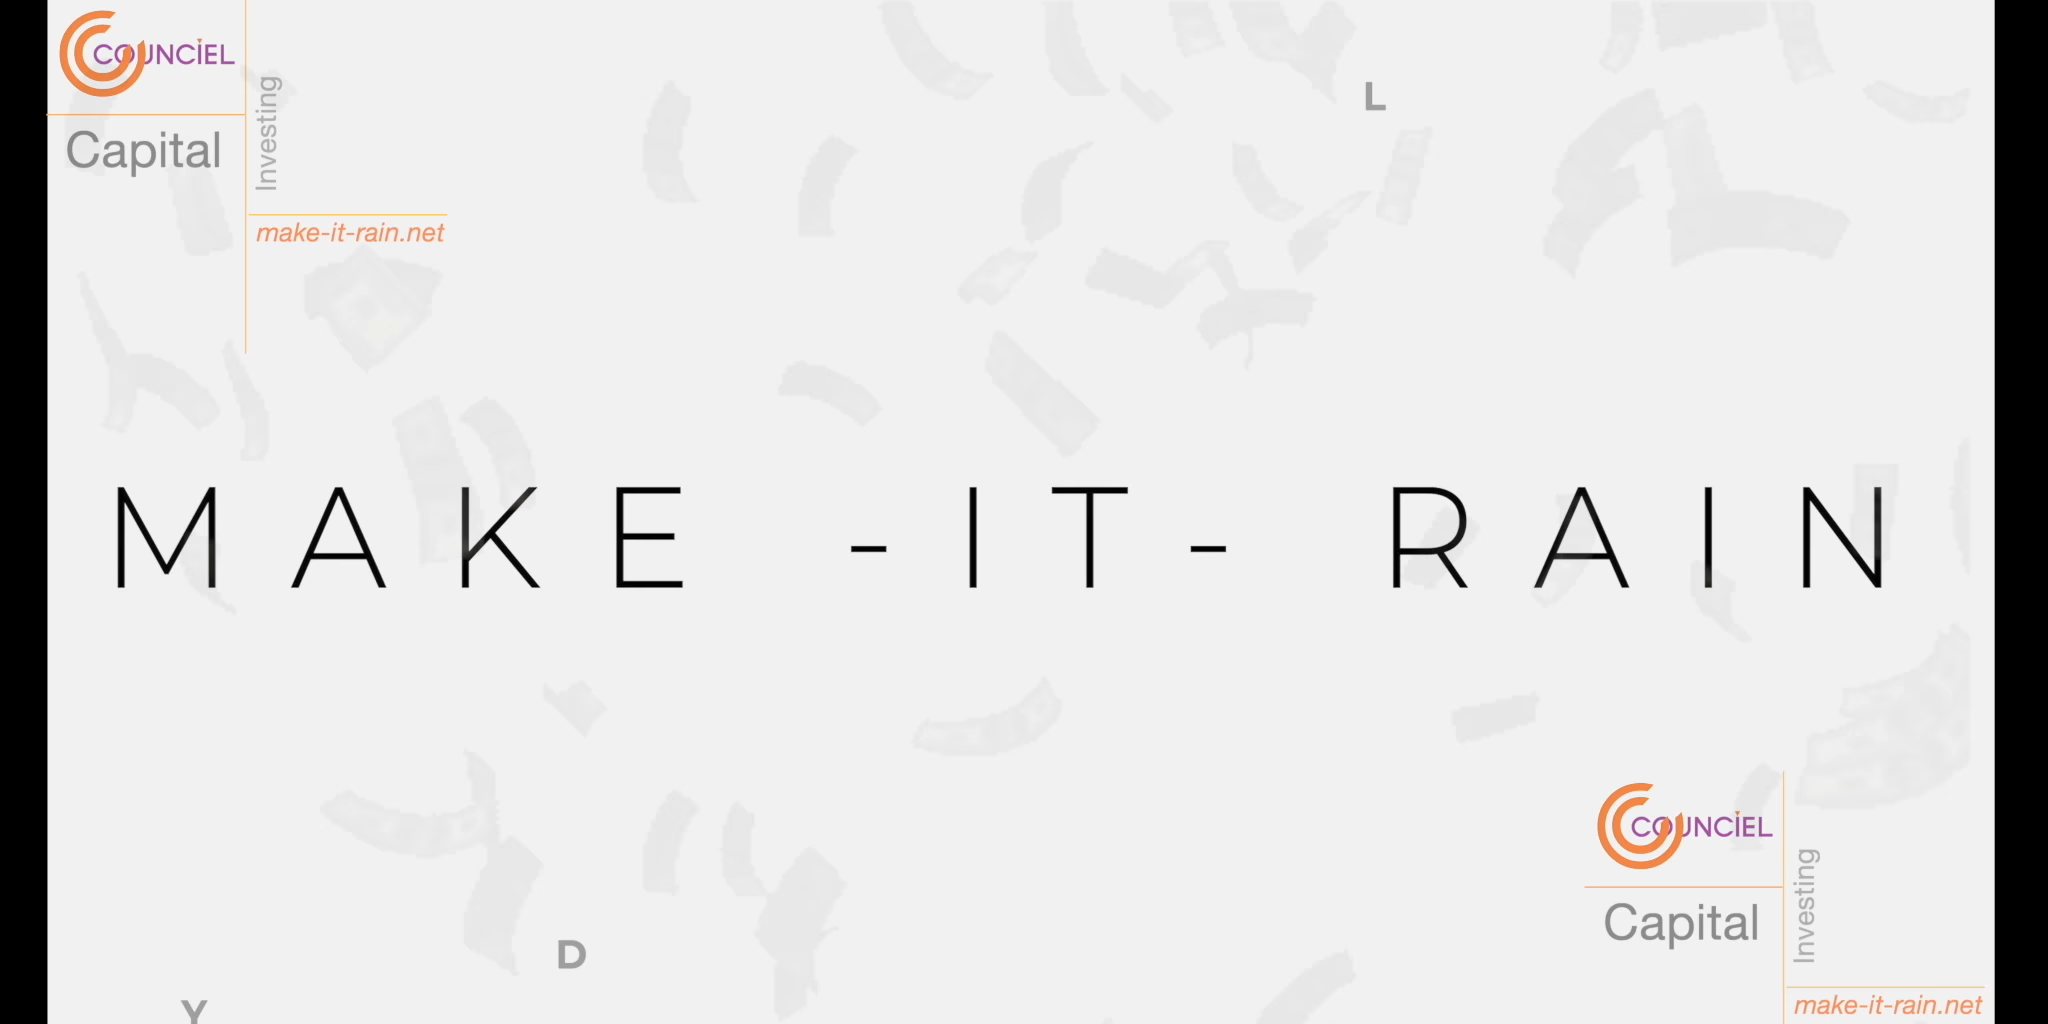 COUNCIEL
Capital
Investing
make-it-rain.net
L
MAKE -IT- RAIN
D
Y
COUNCIEL
Capital
Investing
make-it-rain.net